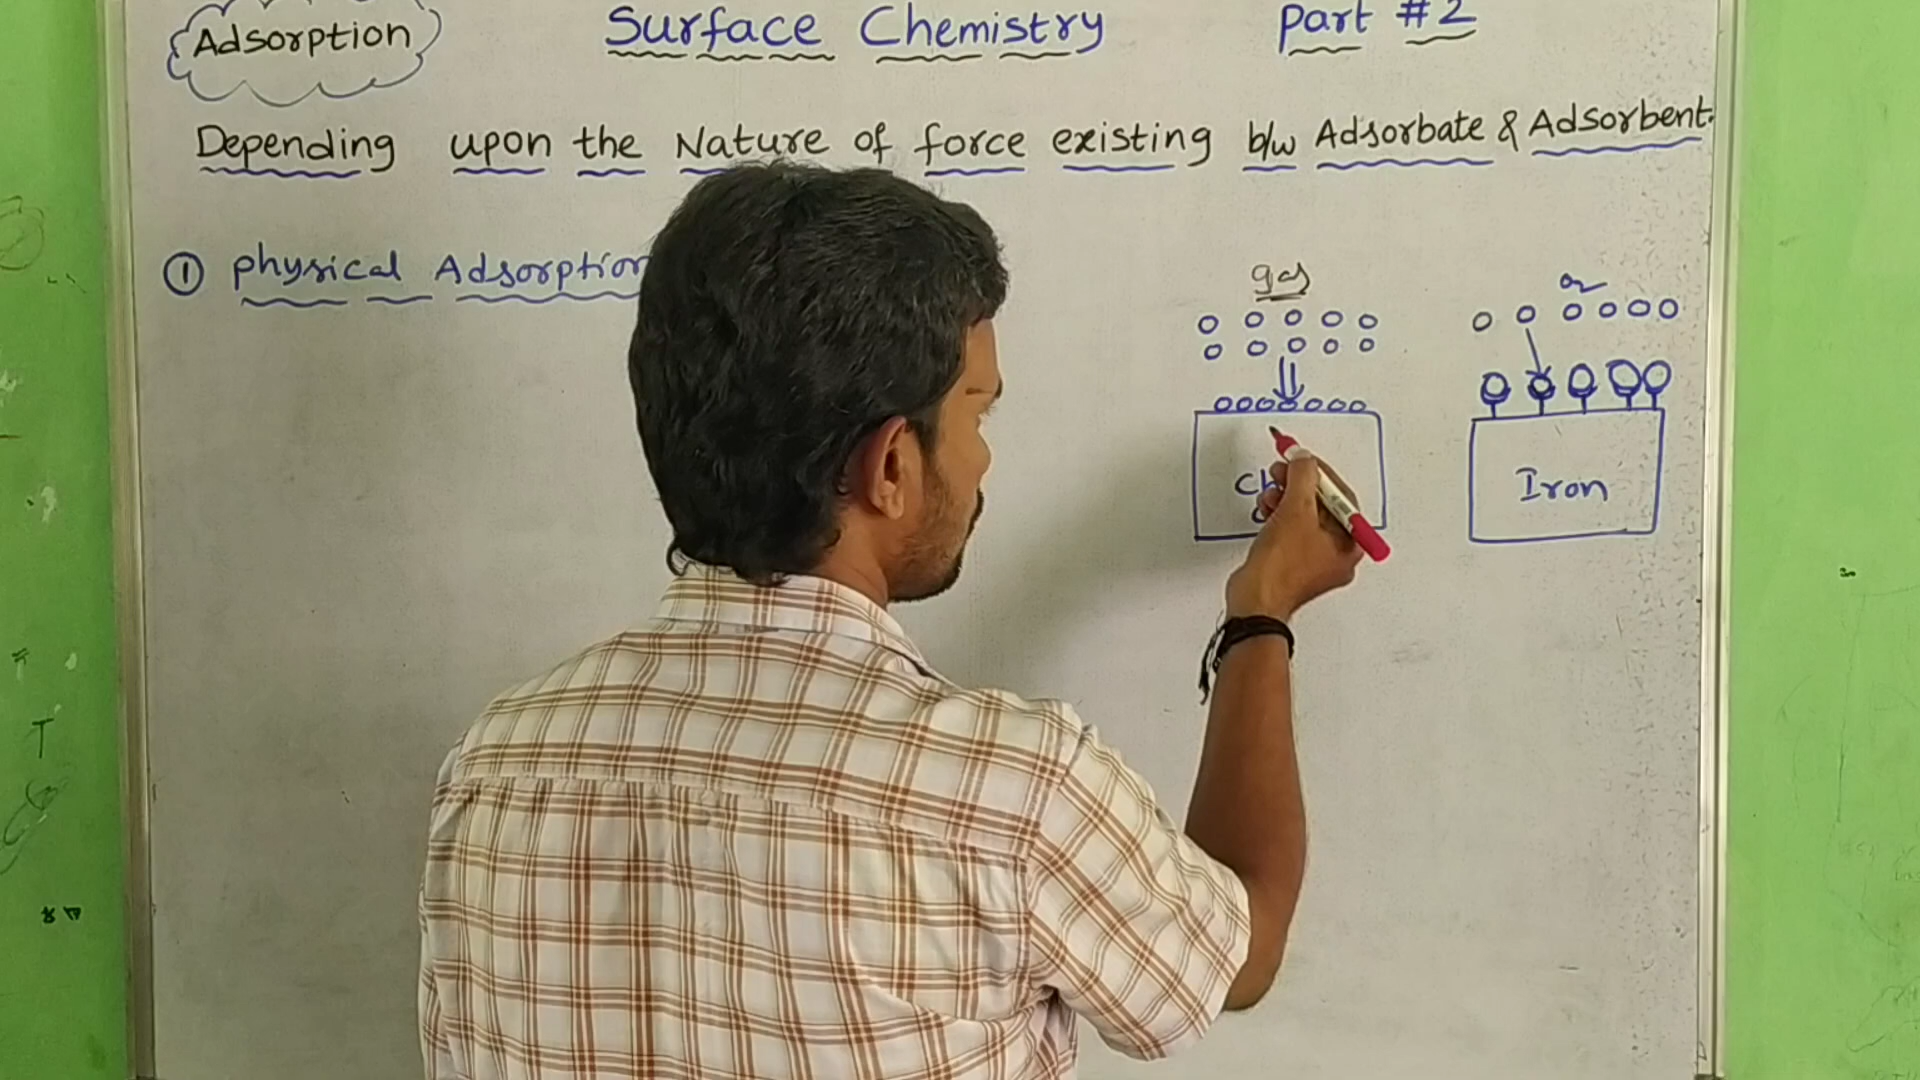 Adsorption
Surface Chemistry
Part #2
Depending upon the Nature of force existing b/w Adsorbate & Adsorbent.
① physical Adsorption
gas
Iron